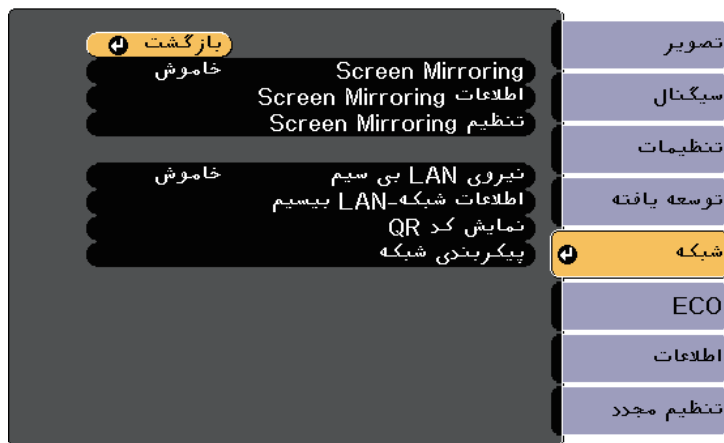 بازگشت
Screen Mirroring خاموش
اطلاعات Screen Mirroring
تنظیم Screen Mirroring
نیروی LAN بی سیم خاموش
اطلاعات شبکه-LAN بیسیم
نمایش کد QR
پیکربندی شبکه
تصویر
سیگنال
تنظیمات
توسعه یافته
شبکه
ECO
اطلاعات
تنظیم مجدد